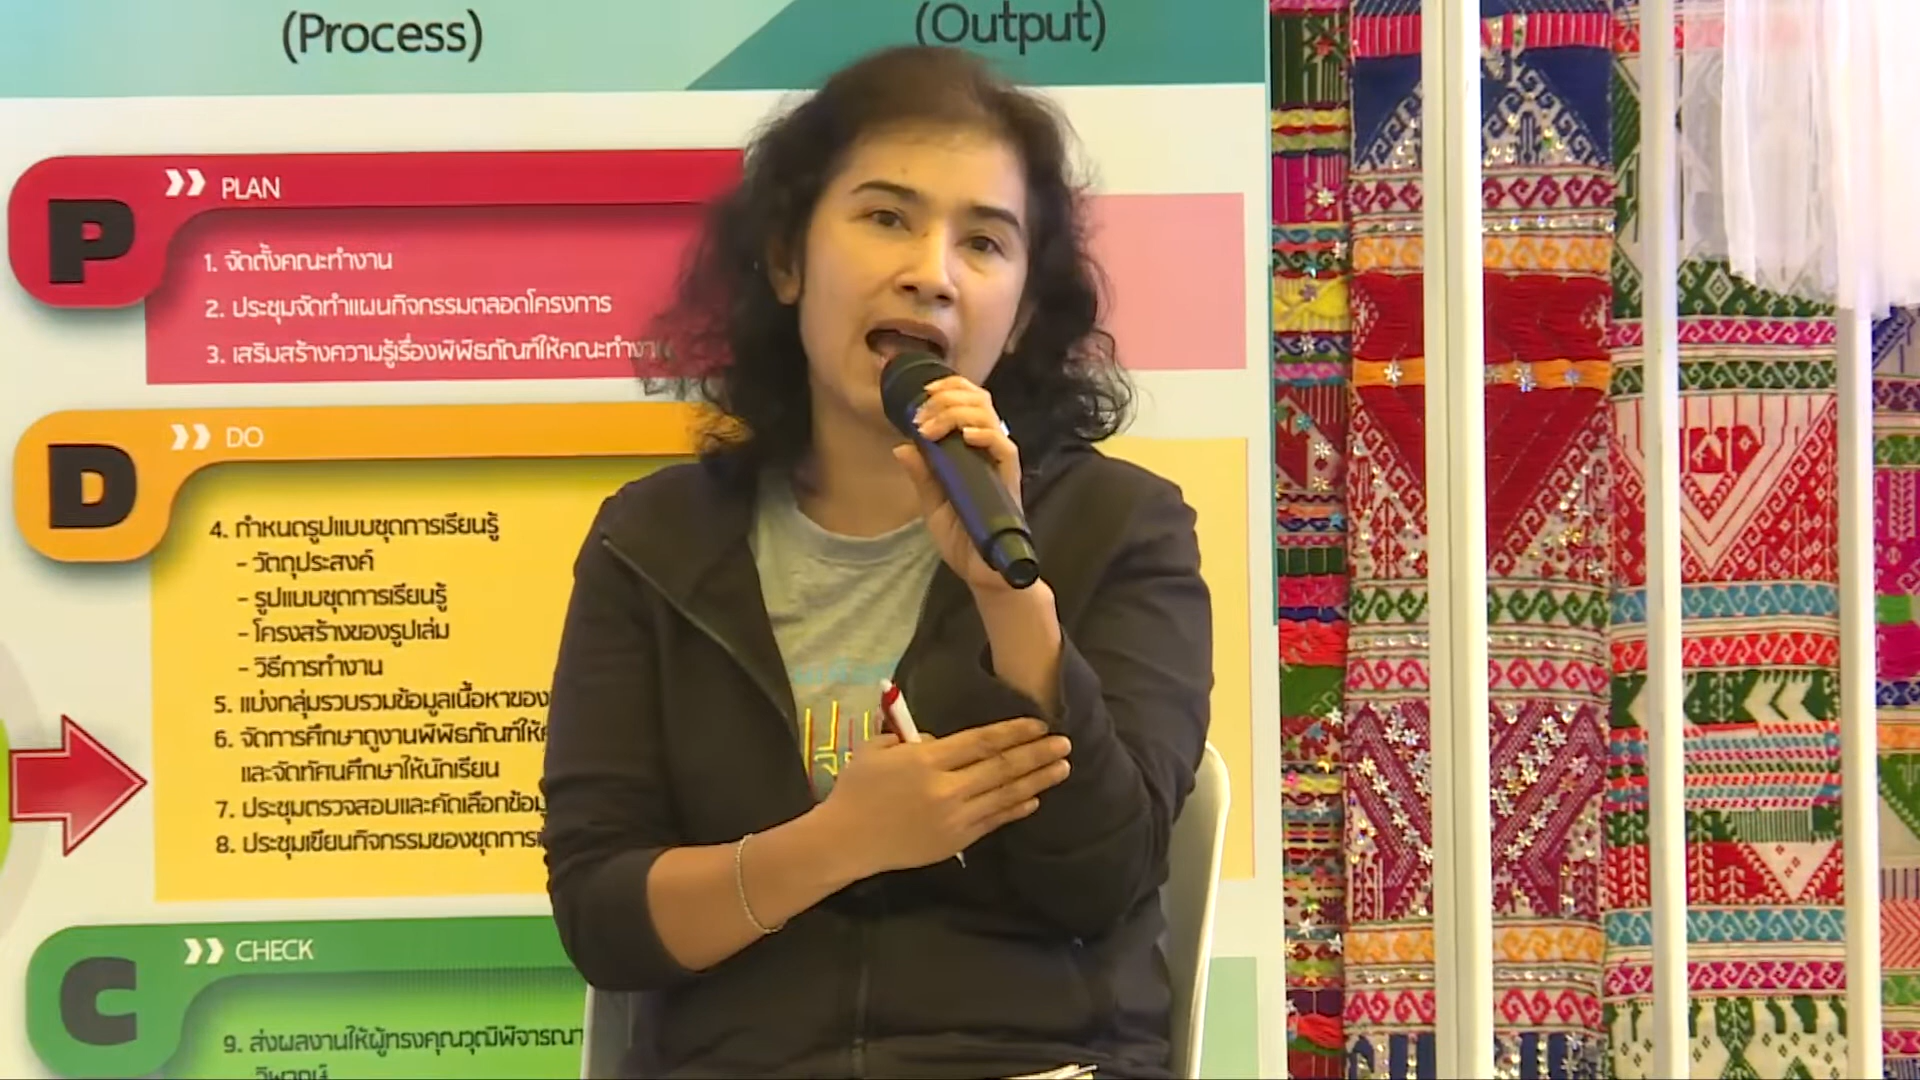 (Process)
(Output)
P
PLAN
1. จัดตั้งคณะทำงาน
2. ประชุมจัดทำแผนกิจกรรมตลอดโครงการ
3. เสริมสร้างความรู้เรื่องพิพิธภัณฑ์ให้คณะทำงาน
D
DO
4. กำหนดรูปแบบชุดการเรียนรู้
- วัตถุประสงค์
- รูปแบบชุดการเรียนรู้
- โครงสร้างของรูปเล่ม
- วิธีการทำงาน
5. แบ่งกลุ่มรวบรวมข้อมูลเนื้อหาของ
6. จัดการศึกษาดูงานพิพิธภัณฑ์ให้
และจัดทัศนศึกษาให้นักเรียน
7. ประชุมตรวจสอบและคัดเลือกข้อมู
8. ประชุมเขียนกิจกรรมของชุดการ
C
CHECK
9. ส่งผลงานให้ผู้ทรงคุณวุฒิพิจารณา